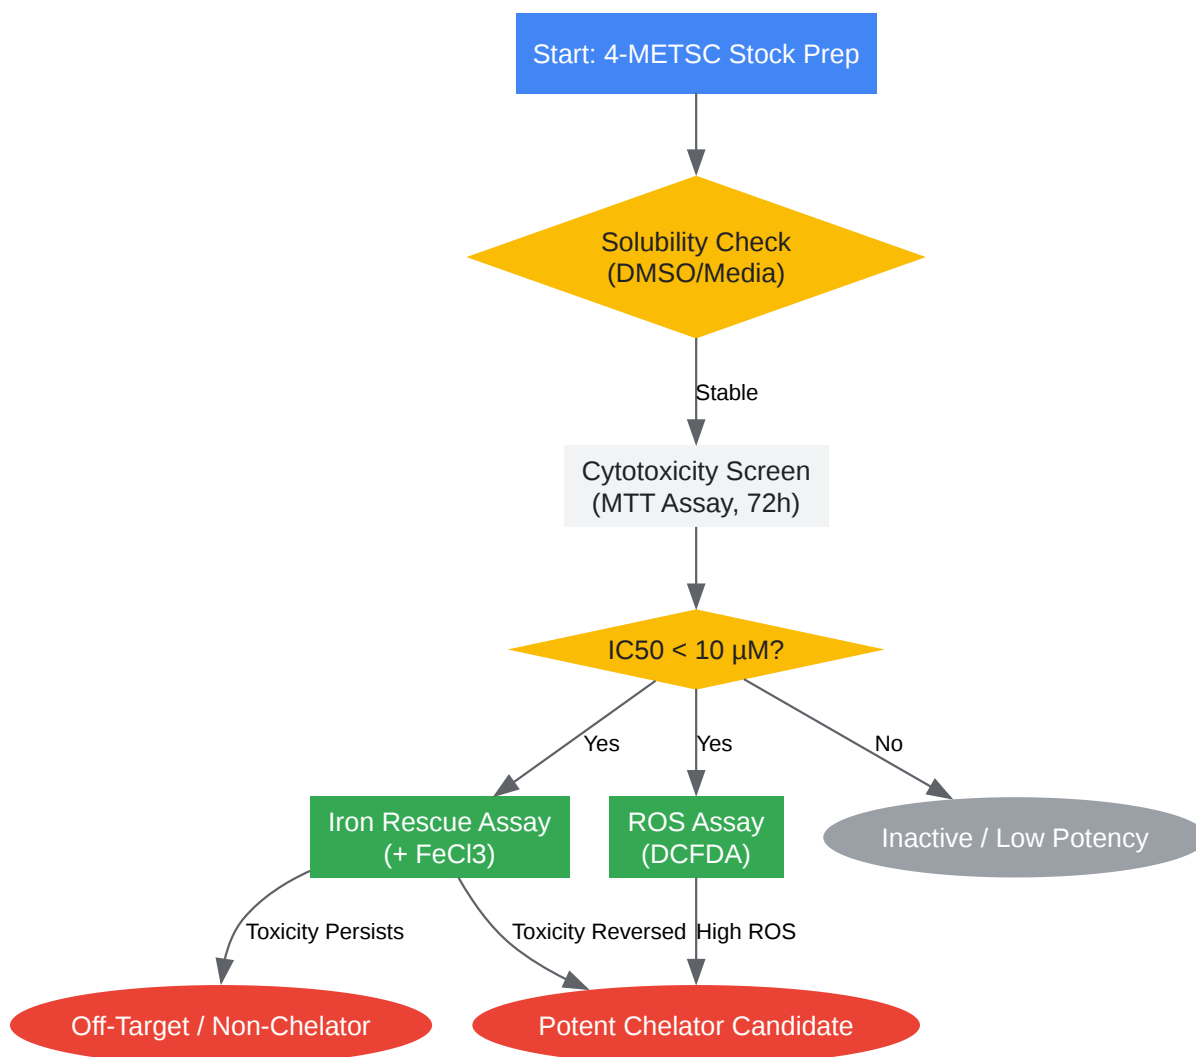 Start: 4-METSC Stock Prep
Solubility Check
(DMSO/Media)
Stable
Cytotoxicity Screen
(MTT Assay, 72h)
IC50 < 10 µM?
Yes
Yes
No
Iron Rescue Assay
(+ FeCl3)
ROS Assay
(DCFDA)
Inactive / Low Potency
Toxicity Persists
Toxicity Reversed
High ROS
Off-Target / Non-Chelator
Potent Chelator Candidate